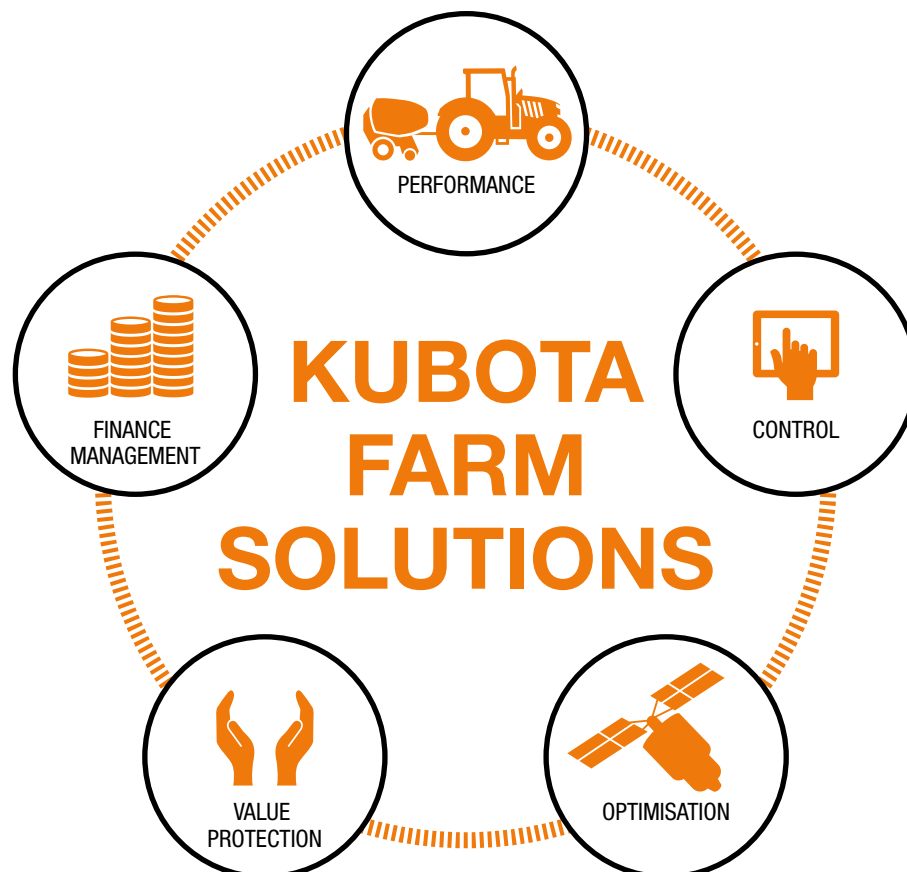 PERFORMANCE
FINANCE
MANAGEMENT
KUBOTA
FARM
SOLUTIONS
CONTROL
VALUE
PROTECTION
OPTIMISATION